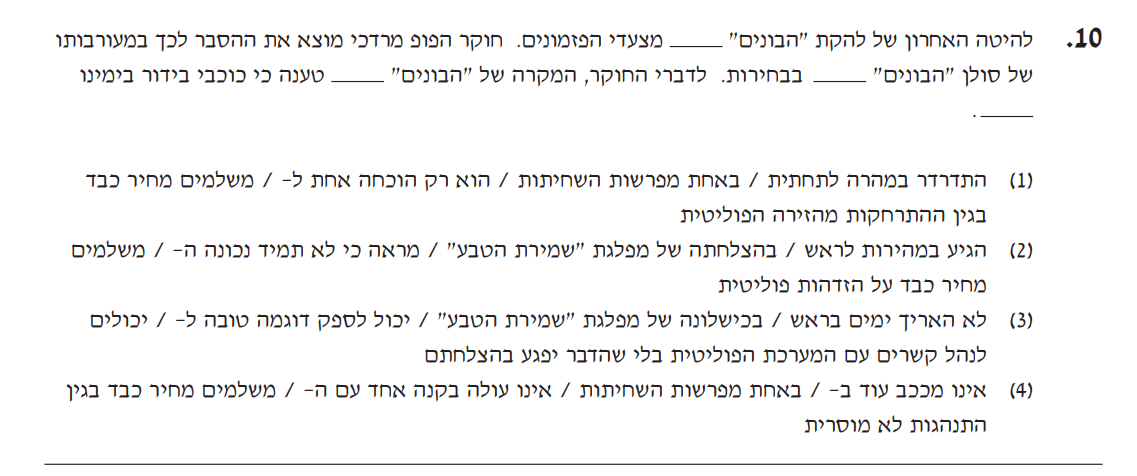 10. להיטה האחרון של להקת "הבונים" _____ מצעדי הפזמונים. חוקר הפופ מרדכי מוצא את ההסבר לכך במעורבותו
של סולן "הבונים" _____ בבחירות. לדברי החוקר, המקרה של "הבונים" _____ טענה כי כוכבי בידור בימינו
_____.
(1) התדרדר במהרה לתחתית / באחת מפרשות השחיתות / הוא רק הוכחה אחת ל- / משלמים מחיר כבד
בגין ההתרחקות מהזירה הפוליטית
(2) הגיע במהירות לראש / בהצלחתה של מפלגת "שמירת הטבע" / מראה כי לא תמיד נכונה ה- / משלמים
מחיר כבד על הזדהות פוליטית
(3) לא האריך ימים בראש / בכישלונה של מפלגת "שמירת הטבע" / יכול לספק דוגמה טובה ל- / יכולים
לנהל קשרים עם המערכת הפוליטית בלי שהדבר יפגע בהצלחתם
(4) אינו מככב עוד ב- / באחת מפרשות השחיתות / אינו עולה בקנה אחד עם ה- / משלמים מחיר כבד בגין
התנהגות לא מוסרית